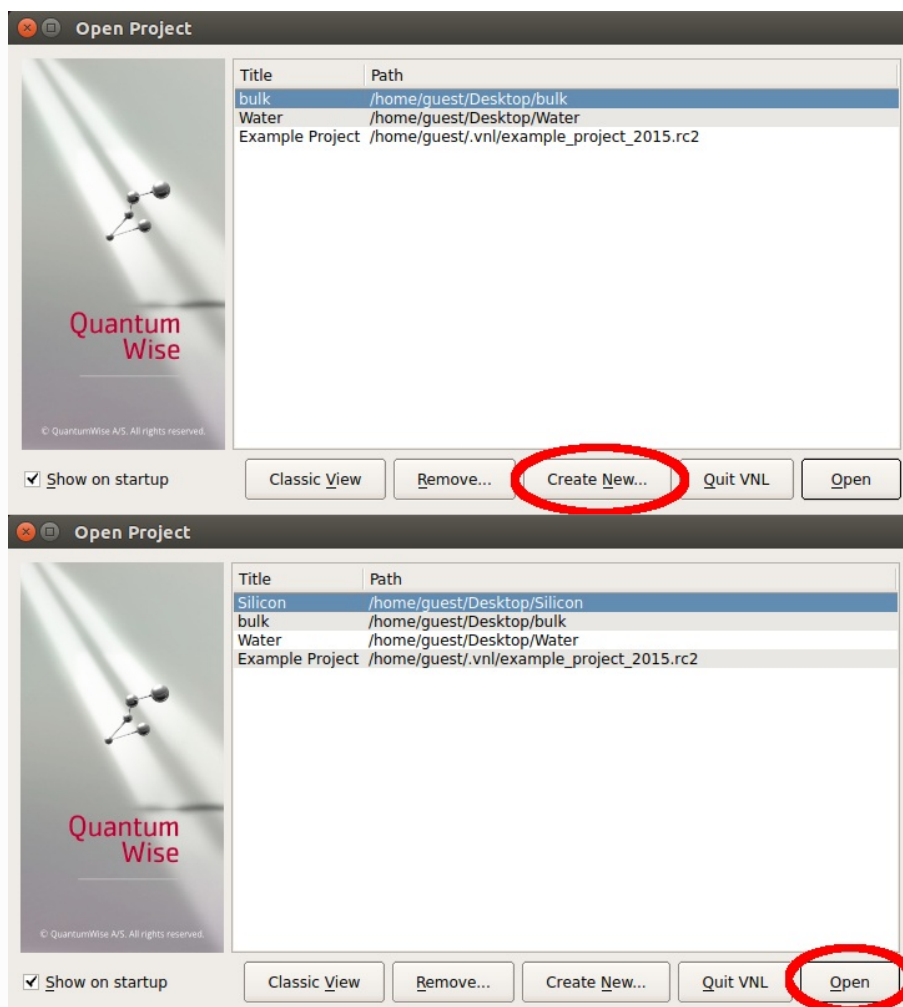 Open Project
Title Path
bulk /home/guest/Desktop/bulk
Water /home/guest/Desktop/Water
Example Project /home/guest/.vnl/example_project_2015.rc2
Quantum
Wise
© QuantumWise A/S. All rights reserved.
Show on startup Classic View Remove... Create New... Quit VNL Open
Open Project
Title Path
Silicon /home/guest/Desktop/Silicon
bulk /home/guest/Desktop/bulk
Water /home/guest/Desktop/Water
Example Project /home/guest/.vnl/example_project_2015.rc2
Quantum
Wise
© QuantumWise A/S. All rights reserved.
Show on startup Classic View Remove... Create New... Quit VNL Open